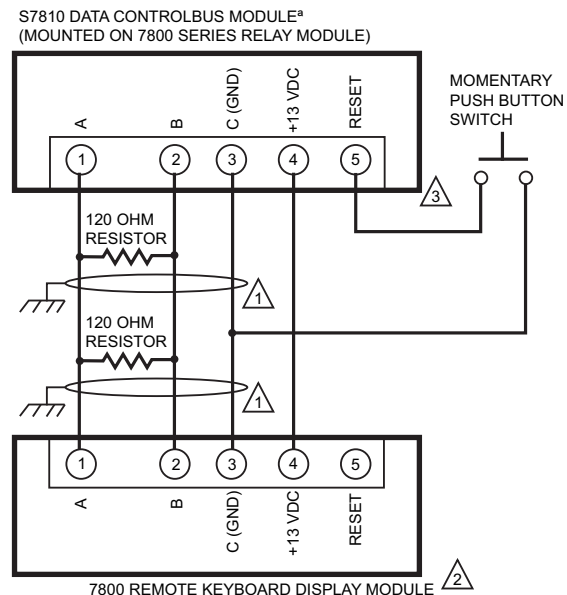 S7810 DATA CONTROLBUS MODULEª
(MOUNTED ON 7800 SERIES RELAY MODULE)
MOMENTARY
PUSH BUTTON
SWITCH
A
B
C (GND)
+13 VDC
RESET
1
2
3
4
5
3
120 OHM
RESISTOR
1
120 OHM
RESISTOR
1
1
2
3
4
5
A
B
C (GND)
+13 VDC
RESET
7800 REMOTE KEYBOARD DISPLAY MODULE
2